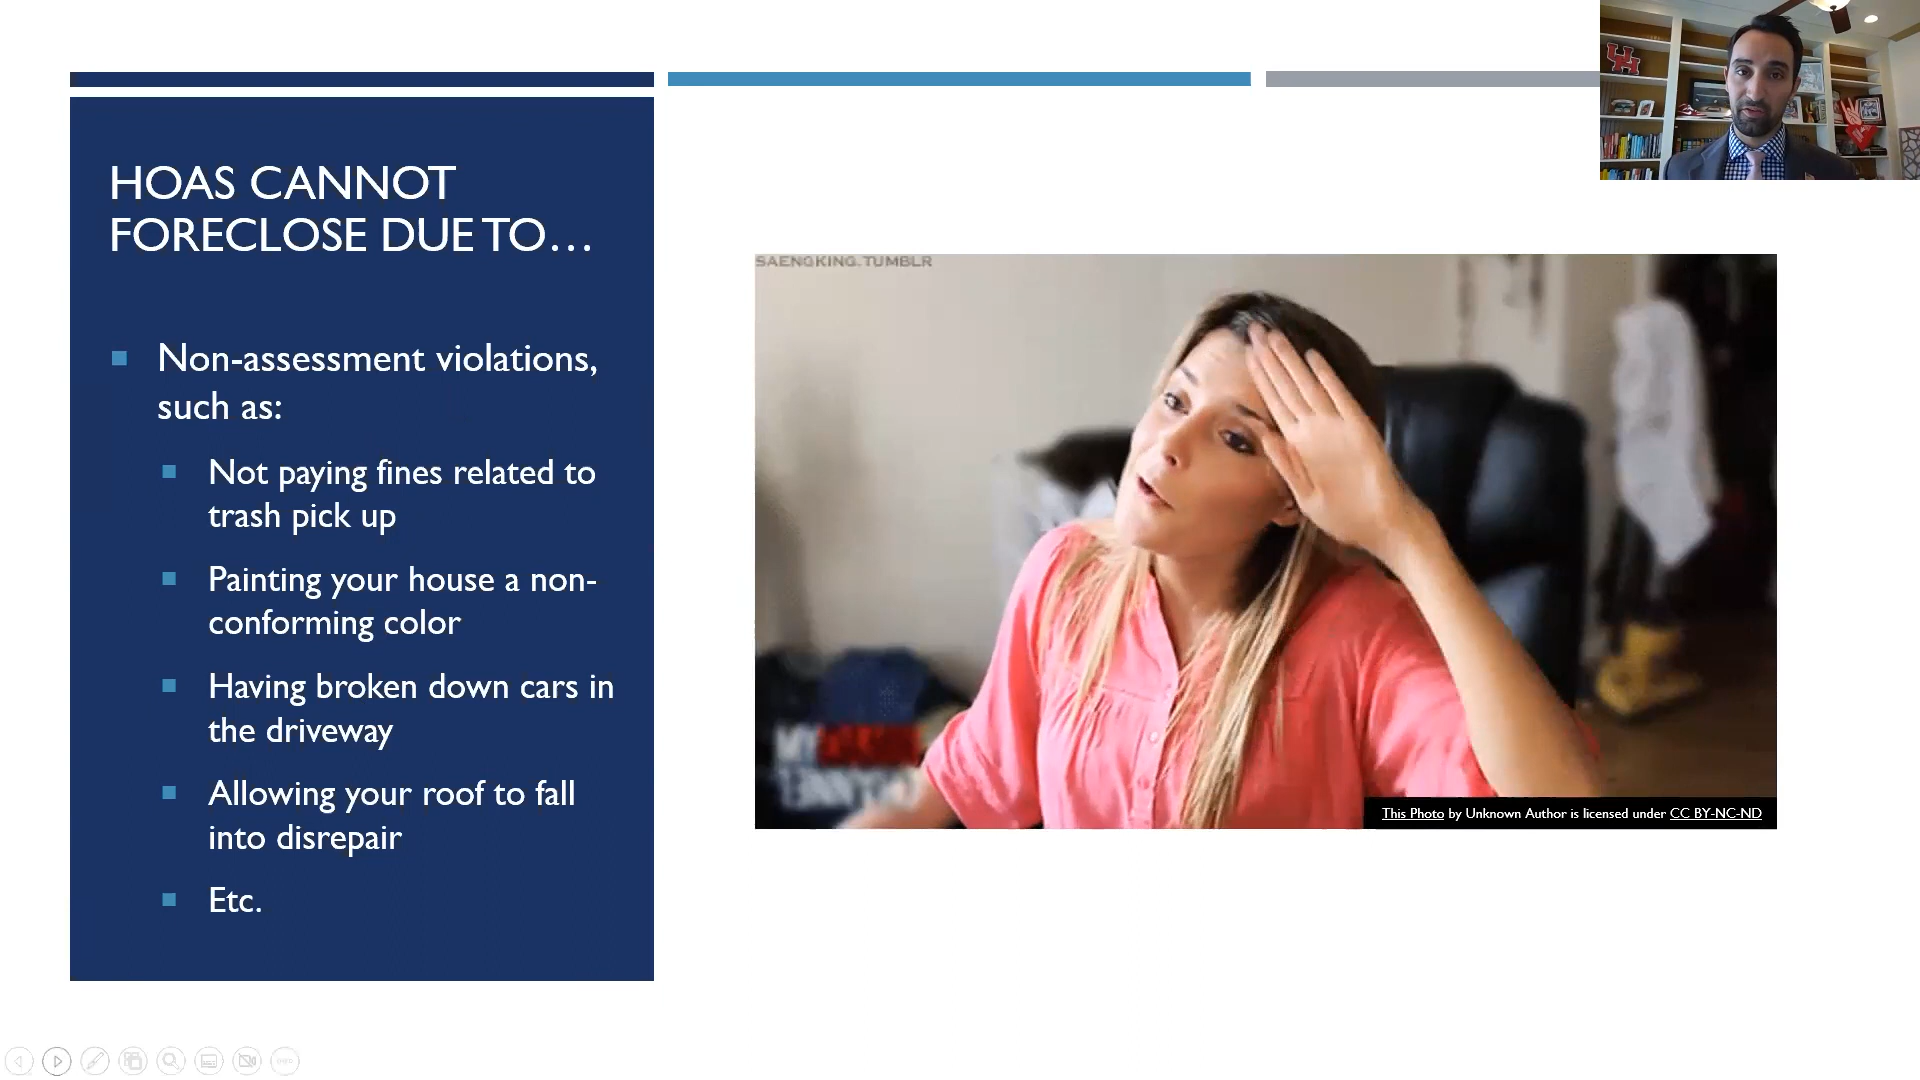 HOAS CANNOT
FORECLOSE DUE TO…
Non-assessment violations,
such as:
Not paying fines related to
trash pick up
Painting your house a non-
conforming color
Having broken down cars in
the driveway
Allowing your roof to fall
into disrepair
Etc.
SAENGKING.TUMBLR
This Photo by Unknown Author is licensed under CC BY-NC-ND